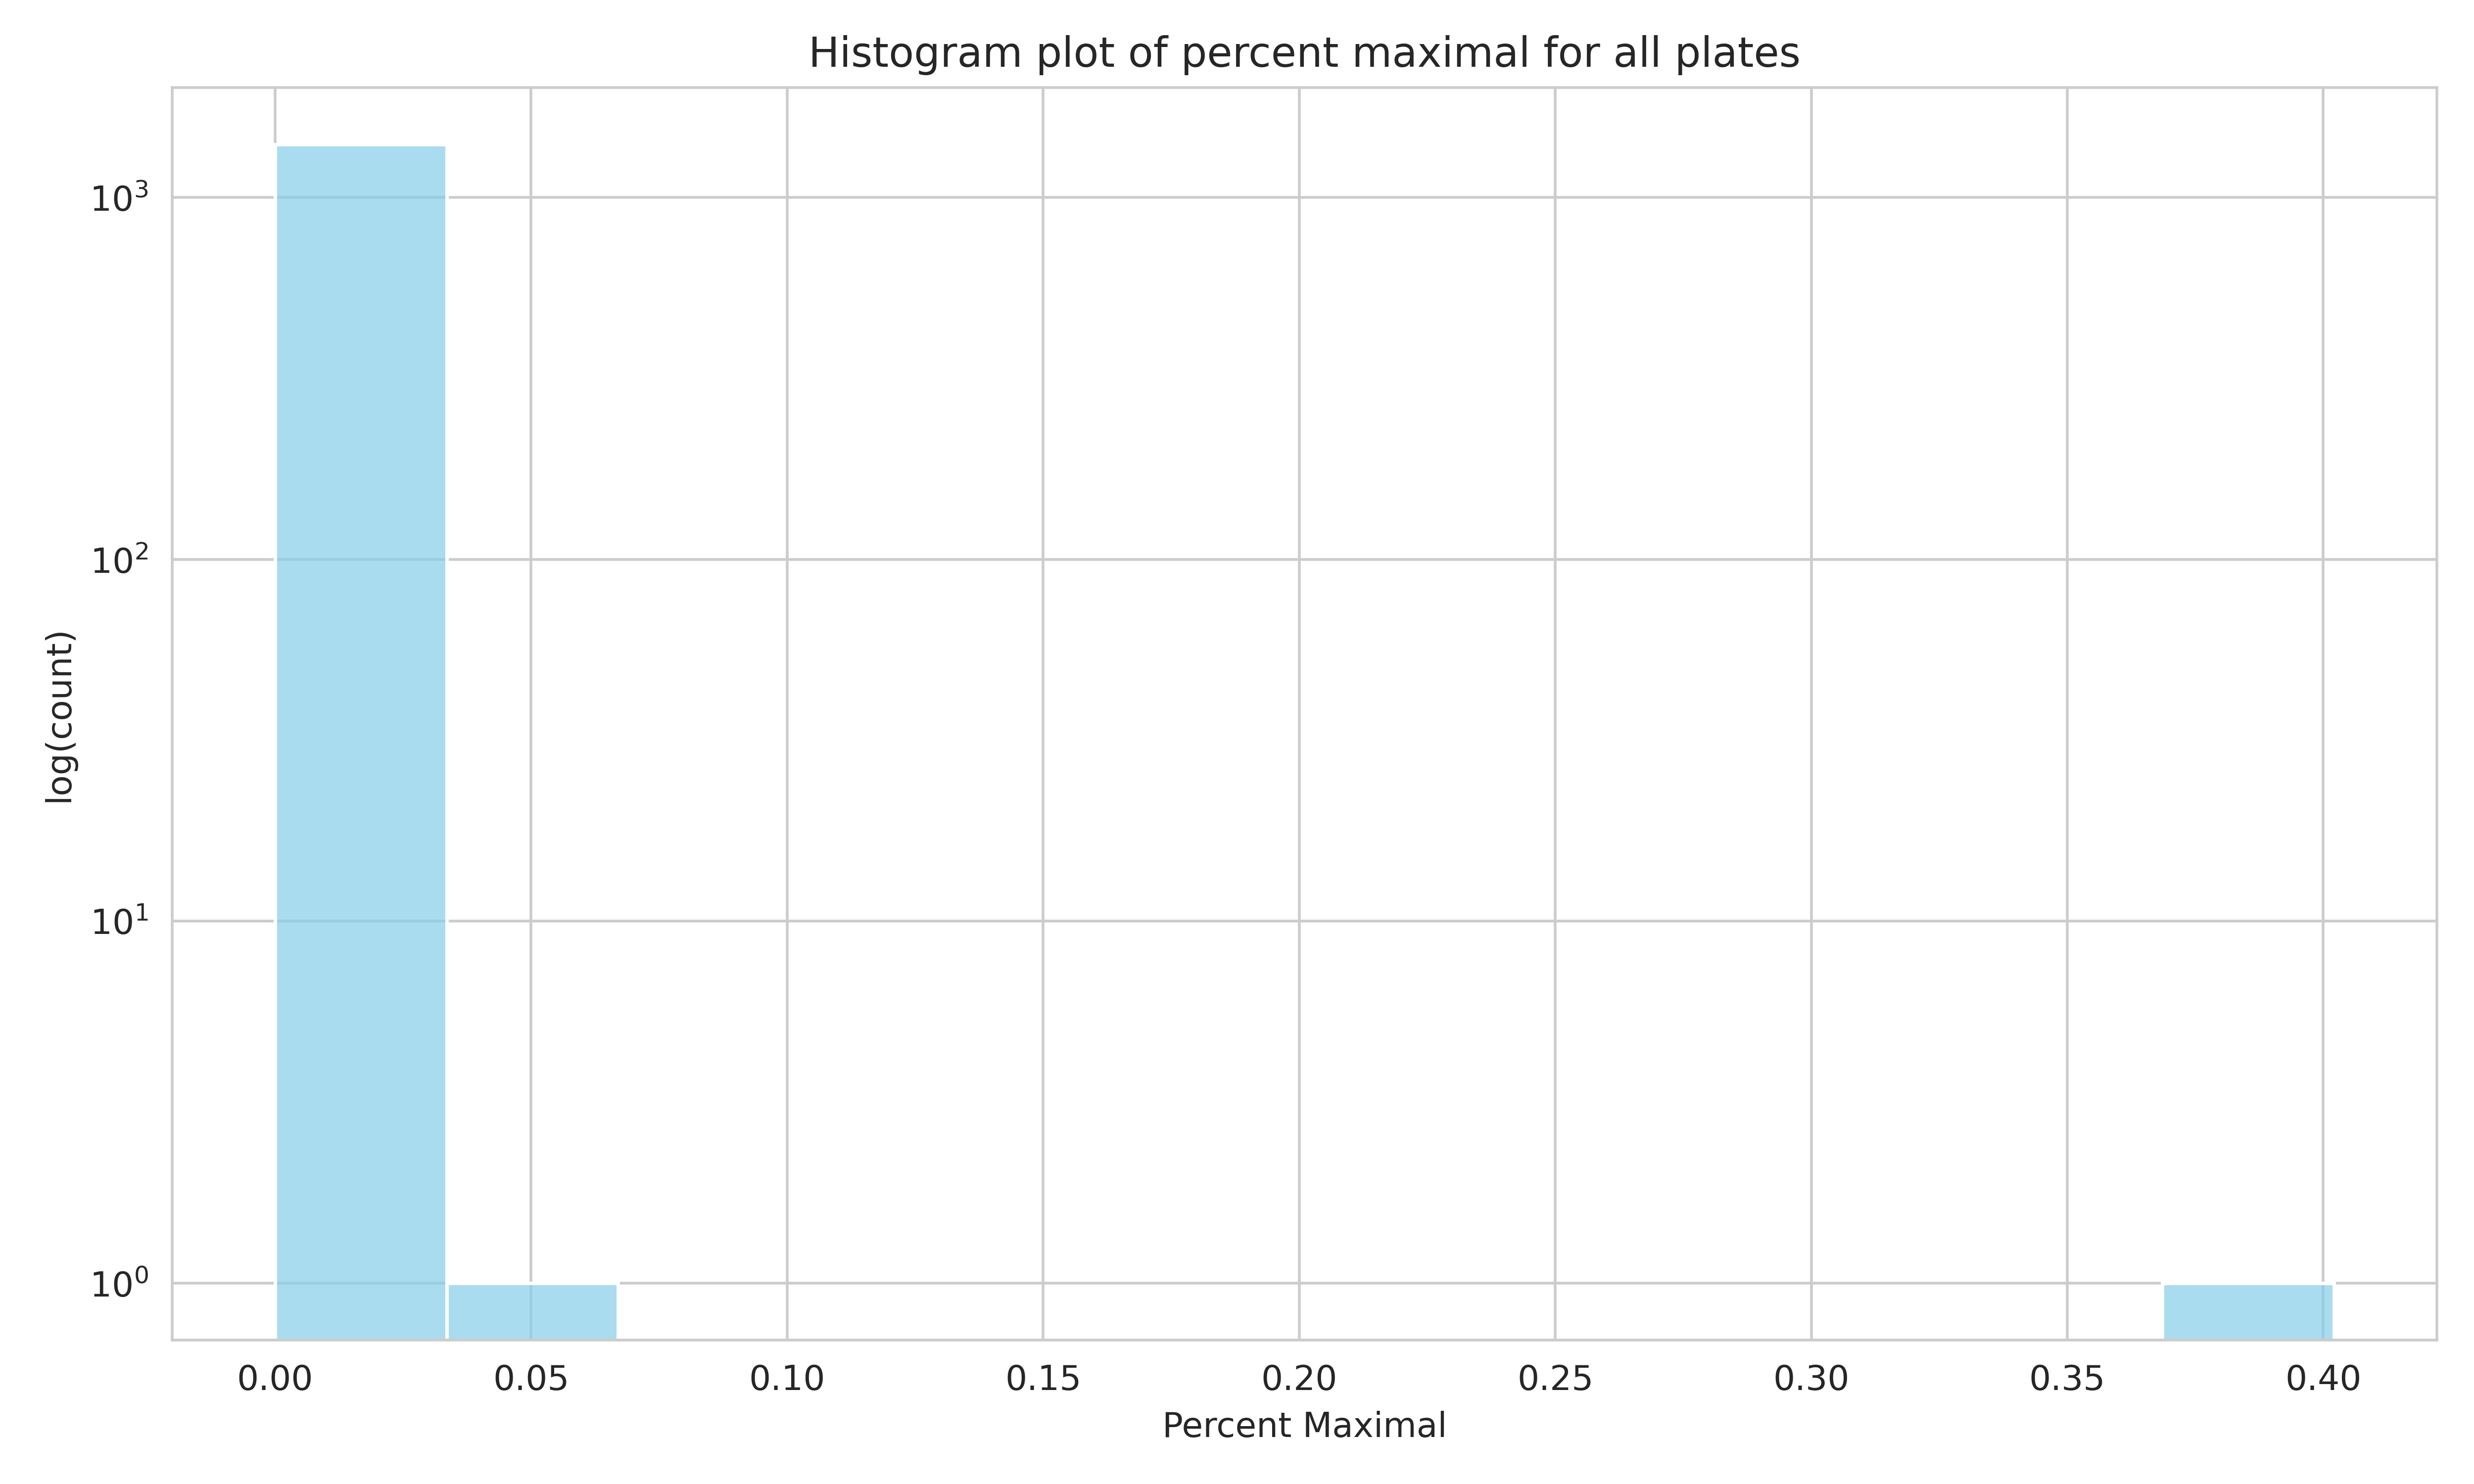 Histogram plot of percent maximal for all plates
log(count)
10³
10²
10¹
10⁰
0.00 0.05 0.10 0.15 0.20 0.25 0.30 0.35 0.40
Percent Maximal